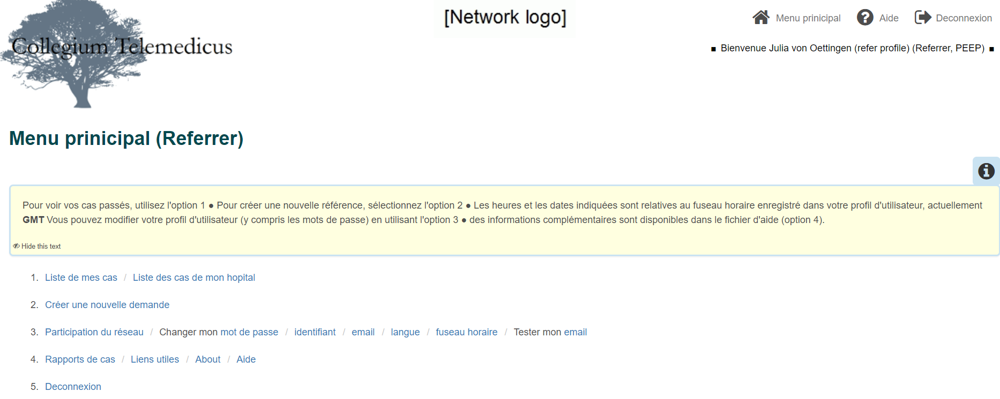 Collegium Telemedicus
[Network logo]
Menu prinicipal Aide Deconnexion
▪ Bienvenue Julia von Oettingen (refer profile) (Referrer, PEEP) ▪
Menu prinicipal (Referrer)
Pour voir vos cas passés, utilisez l'option 1 ● Pour créer une nouvelle référence, sélectionnez l'option 2 ● Les heures et les dates indiquées sont relatives au fuseau horaire enregistré dans votre profil d'utilisateur, actuellement
GMT Vous pouvez modifier votre profil d'utilisateur (y compris les mots de passe) en utilisant l'option 3 ● des informations complémentaires sont disponibles dans le fichier d'aide (option 4).
Hide this text
1. Liste de mes cas / Liste des cas de mon hopital
2. Créer une nouvelle demande
3. Participation du réseau / Changer mon mot de passe / identifiant / email / langue / fuseau horaire / Tester mon email
4. Rapports de cas / Liens utiles / About / Aide
5. Deconnexion